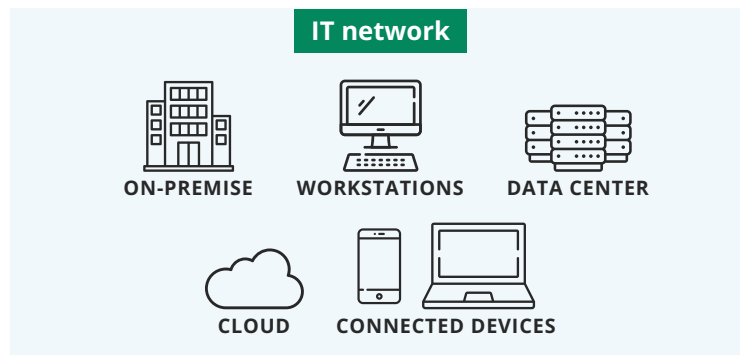 IT network
ON-PREMISE
WORKSTATIONS
DATA CENTER
CLOUD
CONNECTED DEVICES